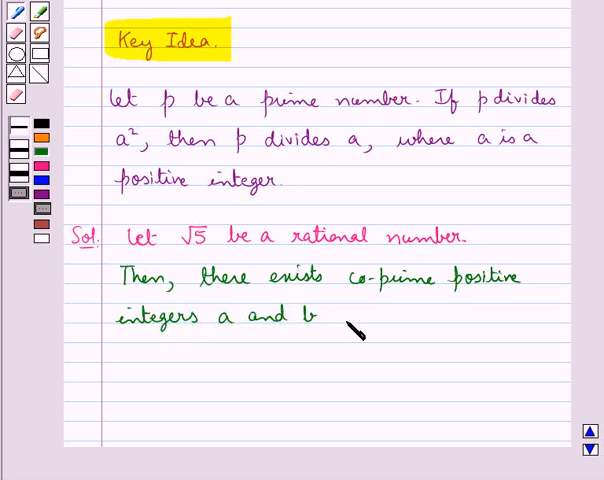 Key Idea.
Let p be a prime number. If p divides
a², then p divides a, where a is a
positive integer.
Sol. Let √5 be a rational number.
Then, there exists co-prime positive
integers a and b